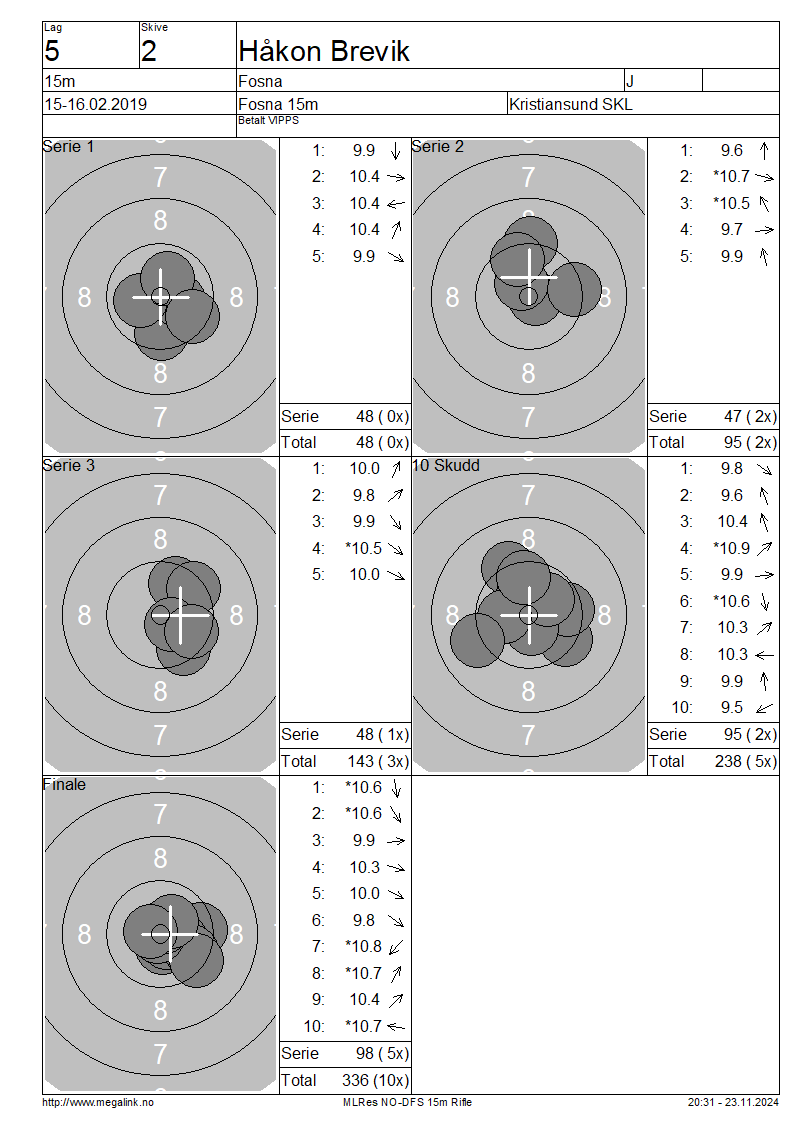 Lag
Skive
5
2
Håkon Brevik
15m
Fosna
J
15-16.02.2019
Fosna 15m
Kristiansund SKL
Betalt VIPPS
Serie 1
7
8
8
8
8
7
1: 9.9
2: 10.4
3: 10.4
4: 10.4
5: 9.9
Serie 48 ( 0x)
Total 48 ( 0x)
Serie 2
7
8
8
8
8
7
1: 9.6
2: *10.7
3: *10.5
4: 9.7
5: 9.9
Serie 47 ( 2x)
Total 95 ( 2x)
Serie 3
7
8
8
8
8
7
1: 10.0
2: 9.8
3: 9.9
4: *10.5
5: 10.0
Serie 48 ( 1x)
Total 143 ( 3x)
10 Skudd
7
8
8
8
8
7
1: 9.8
2: 9.6
3: 10.4
4: *10.9
5: 9.9
6: *10.6
7: 10.3
8: 10.3
9: 9.9
10: 9.5
Serie 95 ( 2x)
Total 238 ( 5x)
Finale
7
8
8
8
8
7
1: *10.6
2: *10.6
3: 9.9
4: 10.3
5: 10.0
6: 9.8
7: *10.8
8: *10.7
9: 10.4
10: *10.7
Serie 98 ( 5x)
Total 336 (10x)
http://www.megalink.no
MLRes NO-DFS 15m Rifle
20:31 - 23.11.2024